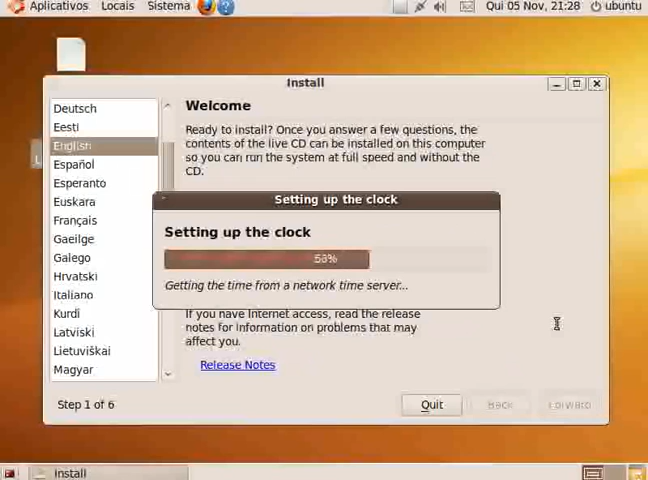 Aplicativos Locais Sistema Qui 05 Nov, 21:28 ubuntu
Install
Deutsch
Eesti
English
Español
Esperanto
Euskara
Français
Gaeilge
Galego
Hrvatski
Italiano
Kurdî
Latviski
Lietuviškai
Magyar
Welcome
Ready to install? Once you answer a few questions, the
contents of the live CD can be installed on this computer
so you can run the system at full speed and without the
CD.
Setting up the clock
Setting up the clock
Getting the time from a network time server...
If you have Internet access, read the release
notes for information on problems that may
affect you.
Release Notes
Step 1 of 6
Quit Back Forward
Install